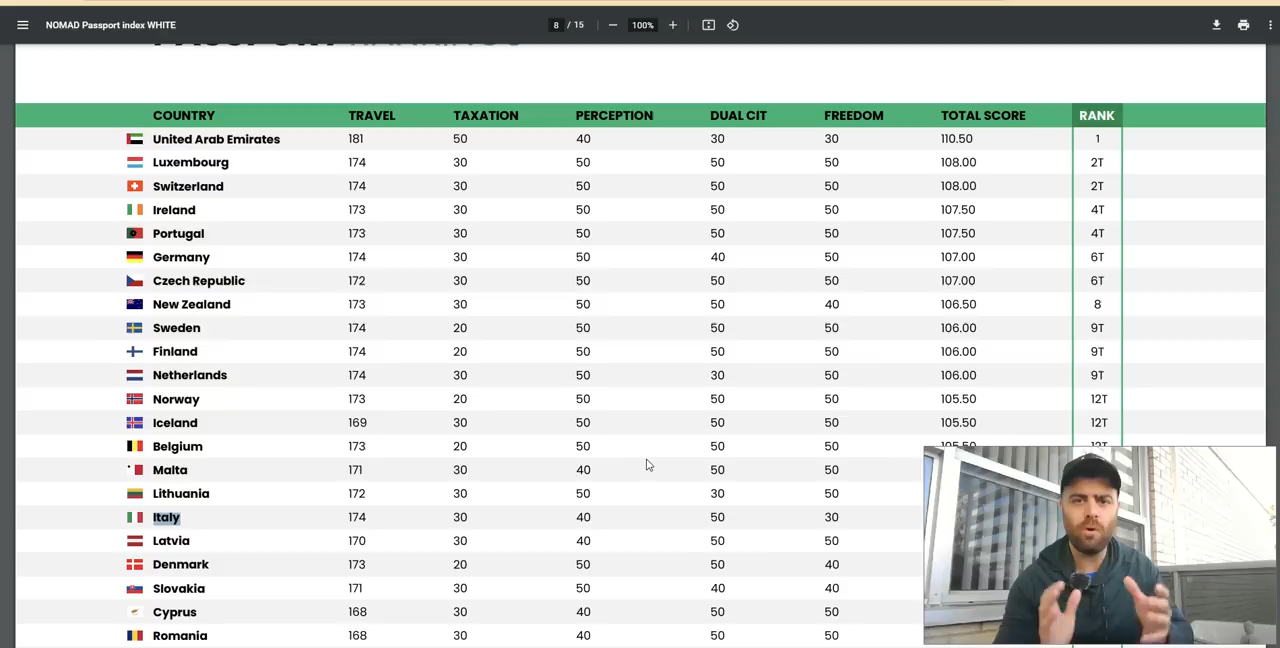 NOMAD Passport index WHITE 8 / 15 100%
COUNTRY TRAVEL TAXATION PERCEPTION DUAL CIT FREEDOM TOTAL SCORE RANK
United Arab Emirates 181 50 40 30 30 110.50 1
Luxembourg 174 30 50 50 50 108.00 2T
Switzerland 174 30 50 50 50 108.00 2T
Ireland 173 30 50 50 50 107.50 4T
Portugal 173 30 50 50 50 107.50 4T
Germany 174 30 50 40 50 107.00 6T
Czech Republic 172 30 50 50 50 107.00 6T
New Zealand 173 30 50 50 40 106.50 8
Sweden 174 20 50 50 50 106.00 9T
Finland 174 20 50 50 50 106.00 9T
Netherlands 174 30 50 30 50 106.00 9T
Norway 173 20 50 50 50 105.50 12T
Iceland 169 30 50 50 50 105.50 12T
Belgium 173 20 50 50 50 105.50 12T
Malta 171 30 40 50 50
Lithuania 172 30 50 30 50
Italy 174 30 40 50 30
Latvia 170 30 40 50 50
Denmark 173 20 50 50 40
Slovakia 171 30 50 40 40
Cyprus 168 30 40 50 50
Romania 168 30 40 50 50